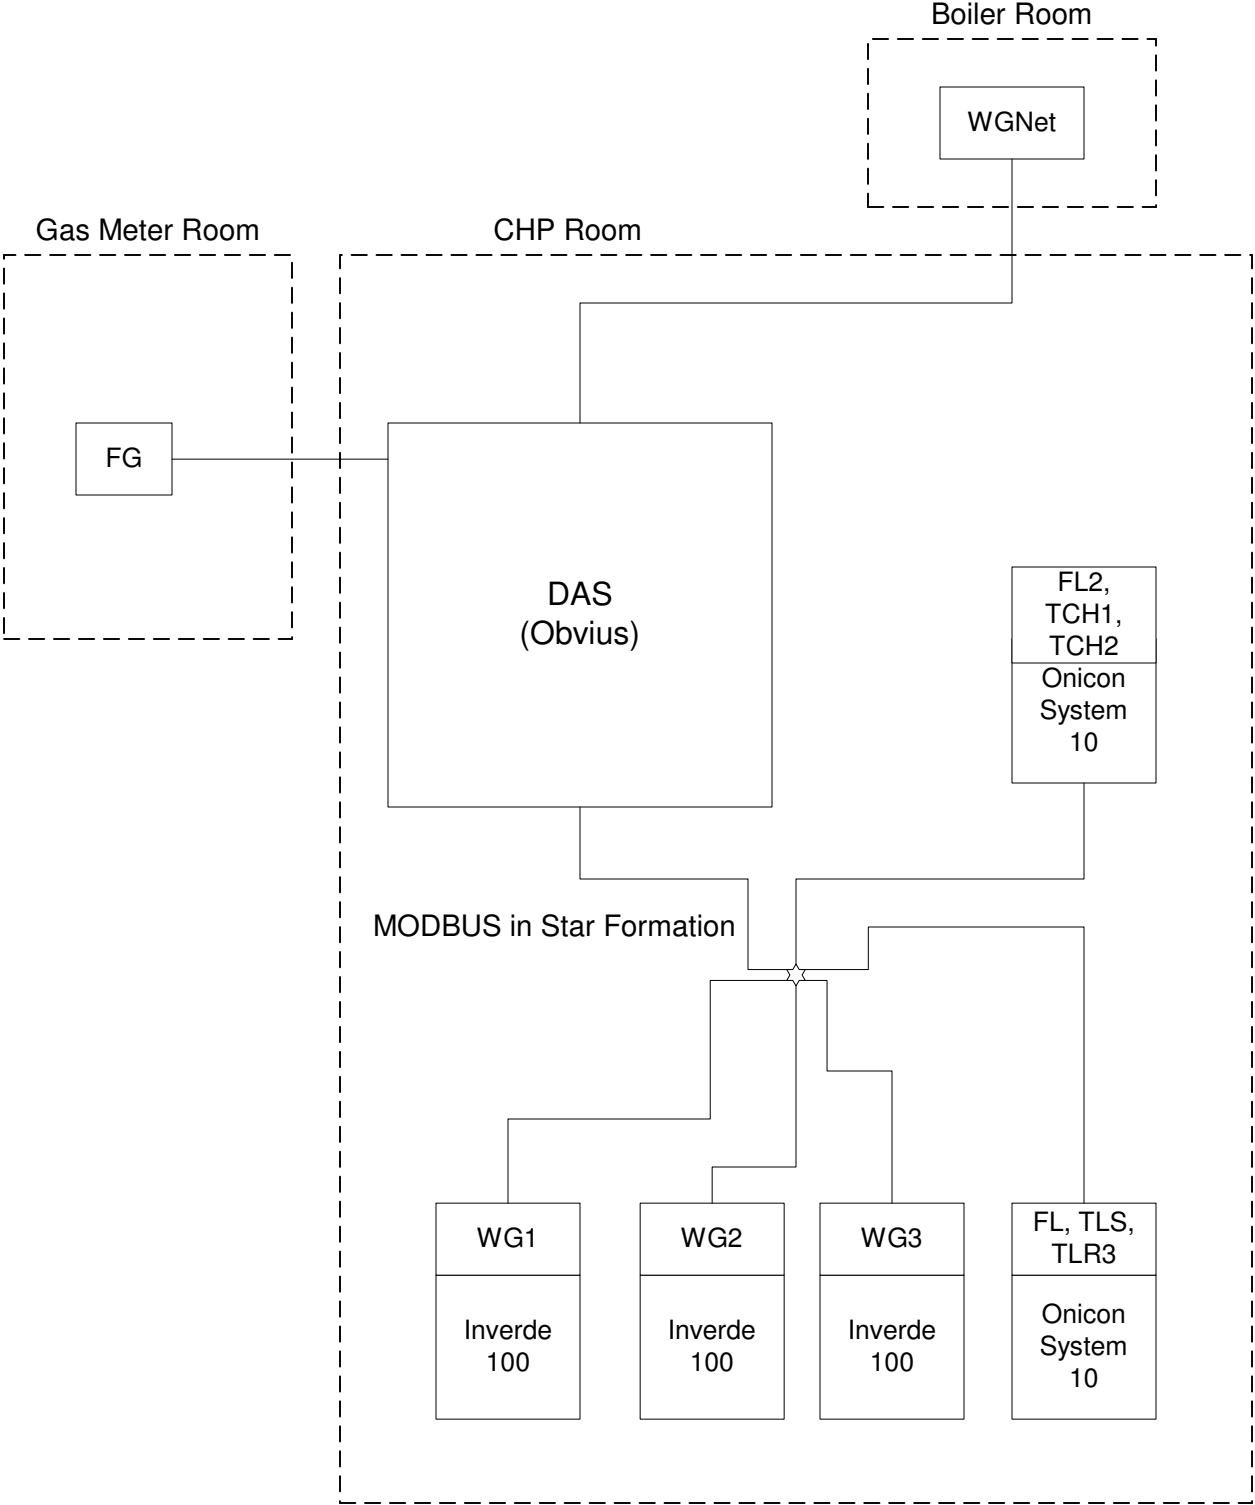 Boiler Room
WGNet
Gas Meter Room
CHP Room
FG
DAS
(Obvius)
FL2,
TCH1,
TCH2
Onicon
System
10
MODBUS in Star Formation
WG1
Inverde
100
WG2
Inverde
100
WG3
Inverde
100
FL, TLS,
TLR3
Onicon
System
10